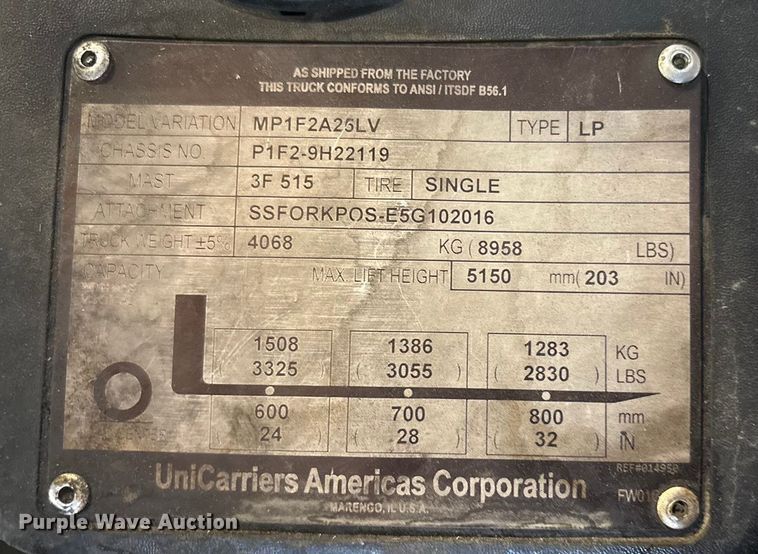 AS SHIPPED FROM THE FACTORY
THIS TRUCK CONFORMS TO ANSI / ITSDF B56.1
MODEL VARIATION MP1F2A25LV TYPE LP
CHASSIS NO P1F2-9H22119
MAST 3F 515 TIRE SINGLE
ATTACHMENT SSFORKPOS-E5G102016
TRUCK WEIGHT ±5% 4068 KG (8958 LBS)
CAPACITY MAX. LIFT HEIGHT 5150 mm( 203 IN)
1508 1386 1283 KG
( 3325 ) ( 3055 ) ( 2830 ) LBS
600 700 800 mm
( 24 ) ( 28 ) ( 32 ) IN
REF#014950
UniCarriers Americas Corporation
MARENGO, IL U.S.A.
Purple Wave Auction